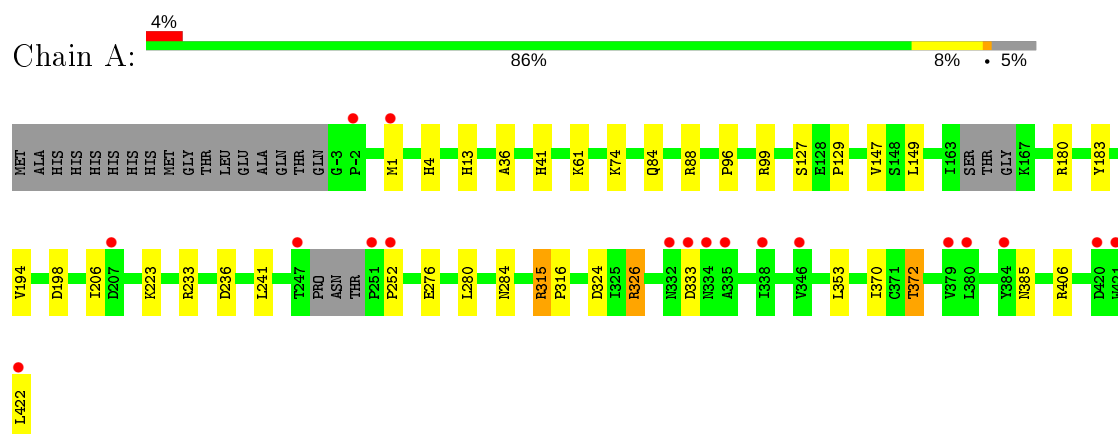 4%
Chain A:
86% 8% • 5%
MET ALA HIS HIS HIS HIS HIS HIS MET GLY THR LEU GLU ALA GLN THR GLN G-3 P-2 M1 H4 H13 A36 H41 K61 K74 Q84 R88 P96 R99 S127 E128 P129 V147 S148 L149 I163 SER THR GLY K167 R180 Y183
V194 D198 I206 D207 K223 R233 D236 L241 T247 PRO ASN THR P251 P252 E276 L280 N284 R315 P316 D324 I325 R326 N332 D333 N334 A335 I338 V346 L353 I370 C371 T372 V379 L380 Y384 N385 R406 D420
L422